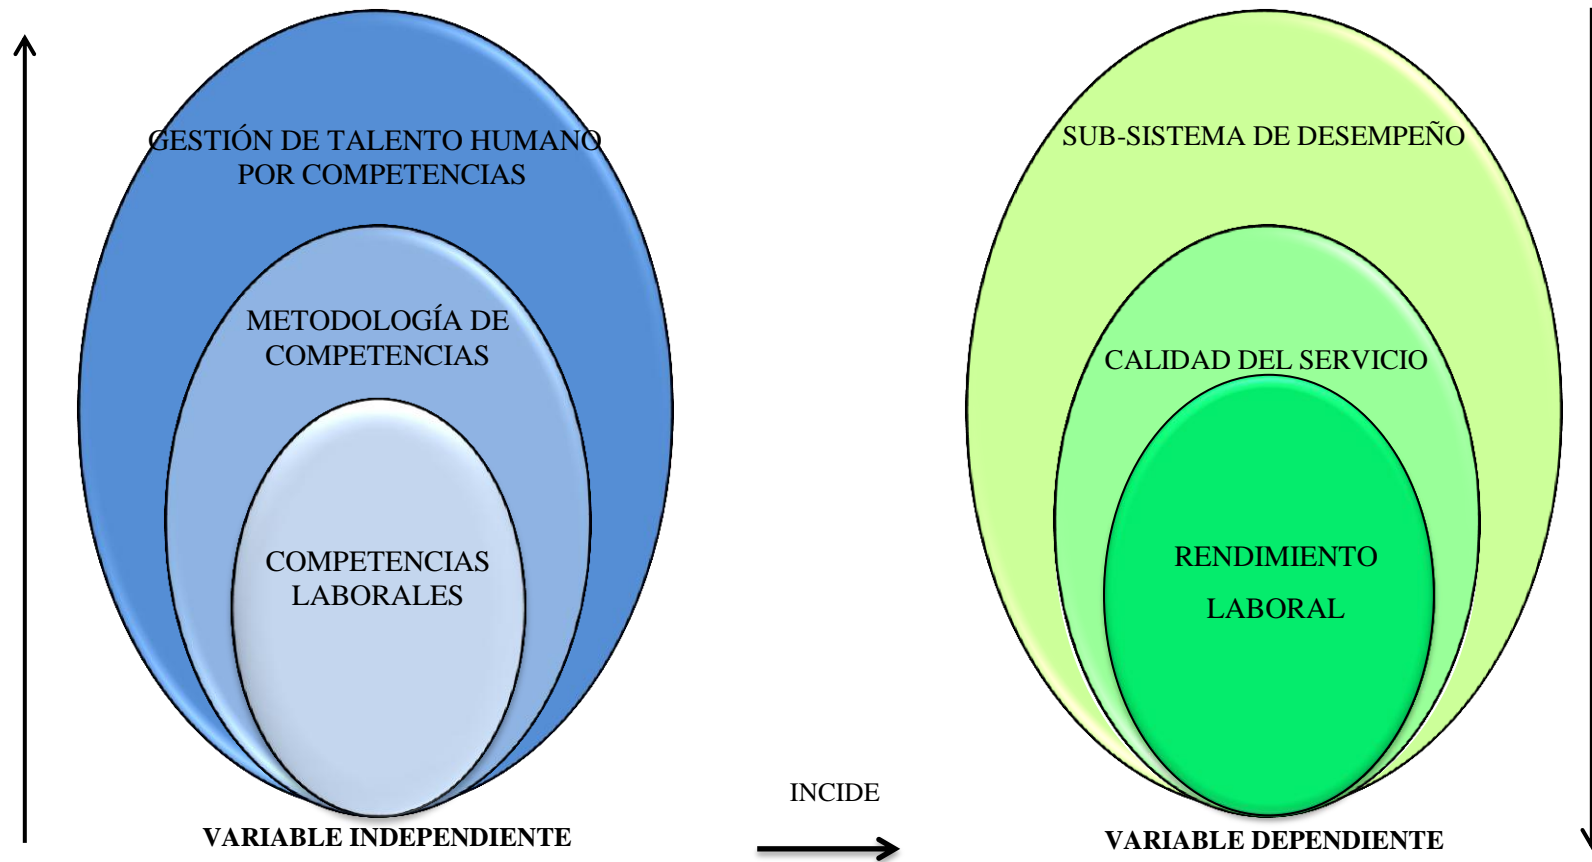 GESTIÓN DE TALENTO HUMANO
POR COMPETENCIAS
METODOLOGÍA DE
COMPETENCIAS
COMPETENCIAS
LABORALES
VARIABLE INDEPENDIENTE
INCIDE
SUB-SISTEMA DE DESEMPEÑO
CALIDAD DEL SERVICIO
RENDIMIENTO
LABORAL
VARIABLE DEPENDIENTE